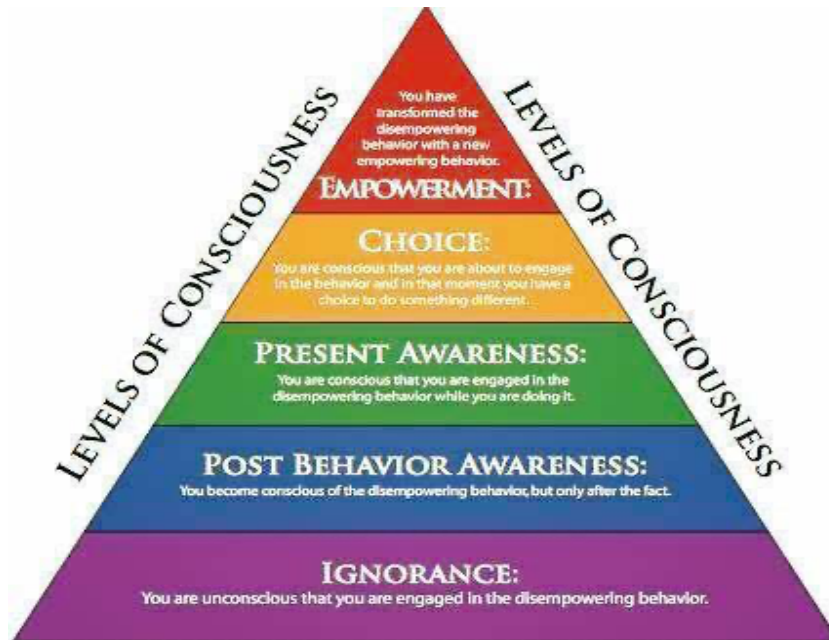 LEVELS OF CONSCIOUSNESS
LEVELS OF CONSCIOUSNESS
You have
transformed the
disempowering
behavior with a new
empowering behavior.
EMPOWERMENT:
CHOICE:
You are conscious that you are about to engage
in the behavior and in that moment you have a
choice to do something different.
PRESENT AWARENESS:
You are conscious that you are engaged in the
disempowering behavior while you are doing it.
POST BEHAVIOR AWARENESS:
You become conscious of the disempowering behavior, but only after the fact.
IGNORANCE:
You are unconscious that you are engaged in the disempowering behavior.